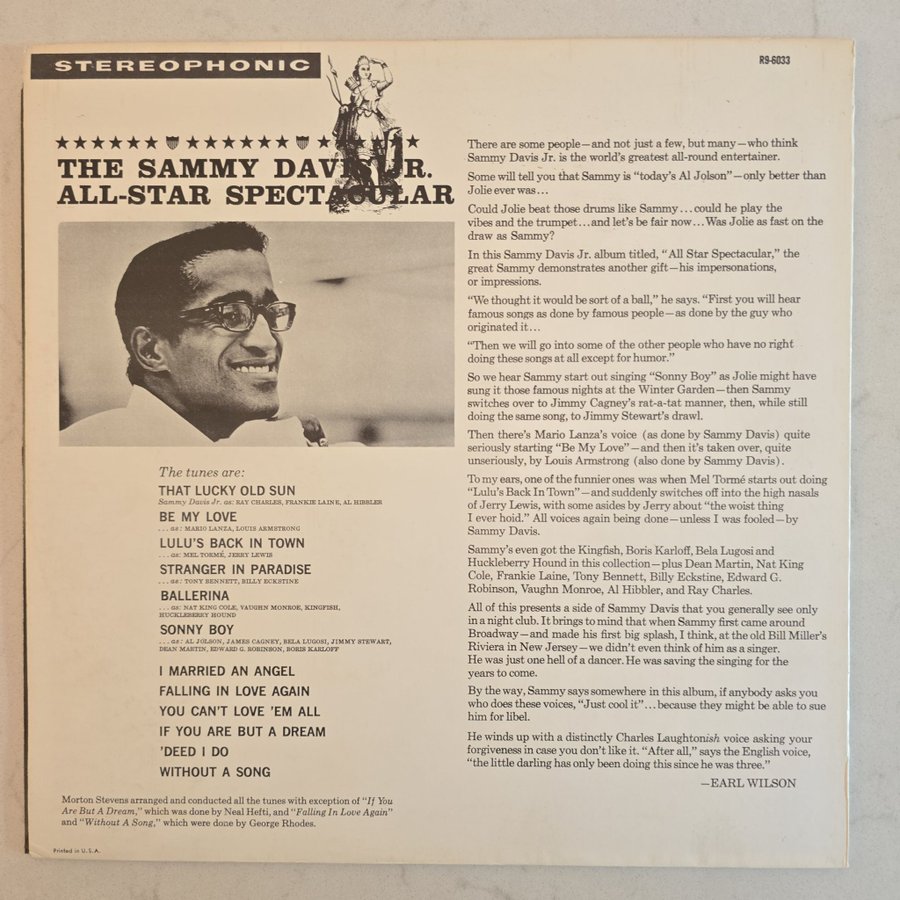 STEREOPHONIC
R9-6033
THE SAMMY DAVIS JR.
ALL-STAR SPECTACULAR
The tunes are:
THAT LUCKY OLD SUN
Sammy Davis Jr. as: RAY CHARLES, FRANKIE LAINE, AL HIBBLER
BE MY LOVE
. . . as: MARIO LANZA, LOUIS ARMSTRONG
LULU'S BACK IN TOWN
. . . as: MEL TORMÉ, JERRY LEWIS
STRANGER IN PARADISE
. . . as: TONY BENNETT, BILLY ECKSTINE
BALLERINA
. . . as: NAT KING COLE, VAUGHN MONROE, KINGFISH,
HUCKLEBERRY HOUND
SONNY BOY
. . . as: AL JOLSON, JAMES CAGNEY, BELA LUGOSI, JIMMY STEWART,
DEAN MARTIN, EDWARD G. ROBINSON, BORIS KARLOFF
I MARRIED AN ANGEL
FALLING IN LOVE AGAIN
YOU CAN'T LOVE 'EM ALL
IF YOU ARE BUT A DREAM
'DEED I DO
WITHOUT A SONG
Morton Stevens arranged and conducted all the tunes with exception of "If You
Are But A Dream," which was done by Neal Hefti, and "Falling In Love Again"
and "Without A Song," which were done by George Rhodes.
Printed in U.S.A.
There are some people—and not just a few, but many—who think
Sammy Davis Jr. is the world's greatest all-round entertainer.
Some will tell you that Sammy is "today's Al Jolson"—only better than
Jolie ever was...
Could Jolie beat those drums like Sammy...could he play the
vibes and the trumpet...and let's be fair now...Was Jolie as fast on the
draw as Sammy?
In this Sammy Davis Jr. album titled, "All Star Spectacular," the
great Sammy demonstrates another gift—his impersonations,
or impressions.
"We thought it would be sort of a ball," he says. "First you will hear
famous songs as done by famous people—as done by the guy who
originated it...
"Then we will go into some of the other people who have no right
doing these songs at all except for humor."
So we hear Sammy start out singing "Sonny Boy" as Jolie might have
sung it those famous nights at the Winter Garden—then Sammy
switches over to Jimmy Cagney's rat-a-tat manner, then, while still
doing the same song, to Jimmy Stewart's drawl.
Then there's Mario Lanza's voice (as done by Sammy Davis) quite
seriously starting "Be My Love"—and then it's taken over, quite
unseriously, by Louis Armstrong (also done by Sammy Davis).
To my ears, one of the funnier ones was when Mel Tormé starts out doing
"Lulu's Back In Town"—and suddenly switches off into the high nasals
of Jerry Lewis, with some asides by Jerry about "the woist thing
I ever hoid." All voices again being done—unless I was fooled—by
Sammy Davis.
Sammy's even got the Kingfish, Boris Karloff, Bela Lugosi and
Huckleberry Hound in this collection—plus Dean Martin, Nat King
Cole, Frankie Laine, Tony Bennett, Billy Eckstine, Edward G.
Robinson, Vaughn Monroe, Al Hibbler, and Ray Charles.
All of this presents a side of Sammy Davis that you generally see only
in a night club. It brings to mind that when Sammy first came around
Broadway—and made his first big splash, I think, at the old Bill Miller's
Riviera in New Jersey—we didn't even think of him as a singer.
He was just one hell of a dancer. He was saving the singing for the
years to come.
By the way, Sammy says somewhere in this album, if anybody asks you
who does these voices, "Just cool it"...because they might be able to sue
him for libel.
He winds up with a distinctly Charles Laughtonish voice asking your
forgiveness in case you don't like it. "After all," says the English voice,
"the little darling has only been doing this since he was three."
—EARL WILSON